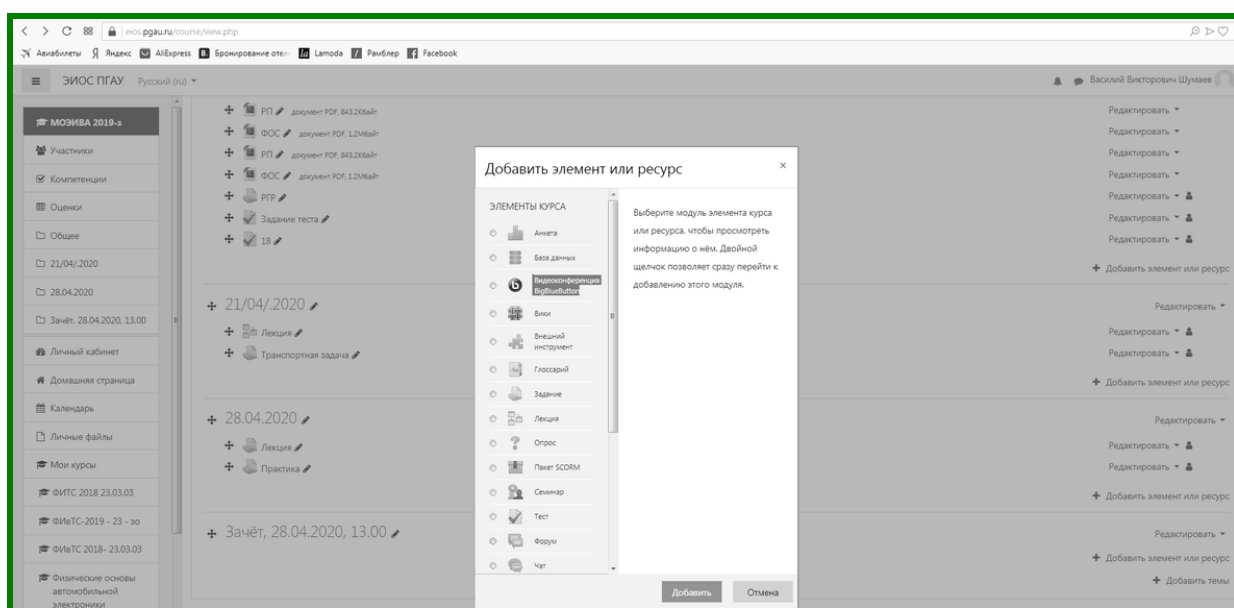 eios.pgau.ru/course/view.php
Авиабилеты Яндекс AliExpress Бронирование отел Lamoda Рамблер Facebook
ЭИОС ПГАУ Русский (ru)
Василий Викторович Шумаев
МОЭИВА 2019-з
Участники
Компетенции
Оценки
Общее
21/04/.2020
28.04.2020
Зачёт, 28.04.2020, 13.00
Личный кабинет
Домашняя страница
Календарь
Личные файлы
Мои курсы
ФИТС 2018 23.03.03
ФИвТС-2019 - 23 - зо
ФИвТС 2018- 23.03.03
Физические основы
автомобильной
электроники
РП документ PDF, 843.2Кбайт Редактировать
ФОС документ PDF, 1.2Мбайт Редактировать
РП документ PDF, 843.2Кбайт Редактировать
ФОС документ PDF, 1.2Мбайт Редактировать
РГР Редактировать
Задание теста Редактировать
18 Редактировать
Добавить элемент или ресурс
21/04/.2020 Редактировать
Лекция Редактировать
Транспортная задача Редактировать
Добавить элемент или ресурс
28.04.2020 Редактировать
Лекция Редактировать
Практика Редактировать
Добавить элемент или ресурс
Зачёт, 28.04.2020, 13.00 Редактировать
Добавить элемент или ресурс
Добавить темы
Добавить элемент или ресурс ×
ЭЛЕМЕНТЫ КУРСА
Анкета
База данных
Видеоконференция
BigBlueButton
Вики
Внешний
инструмент
Глоссарий
Задание
Лекция
Опрос
Пакет SCORM
Семинар
Тест
Форум
Чат
Выберите модуль элемента курса
или ресурса, чтобы просмотреть
информацию о нём. Двойной
щелчок позволяет сразу перейти к
добавлению этого модуля.
Добавить Отмена